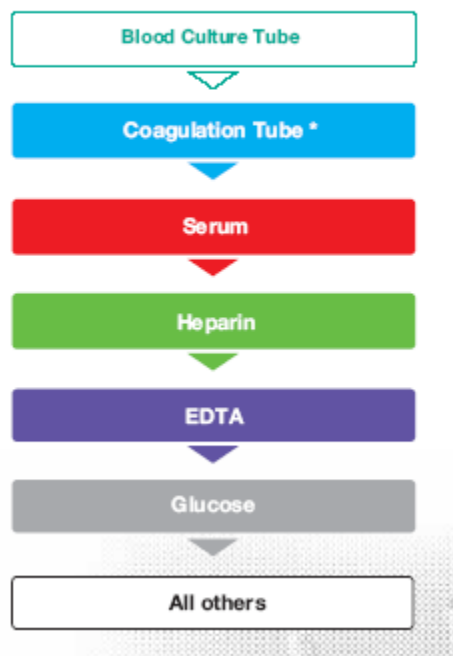 Blood Culture Tube
Coagulation Tube *
Serum
Heparin
EDTA
Glucose
All others